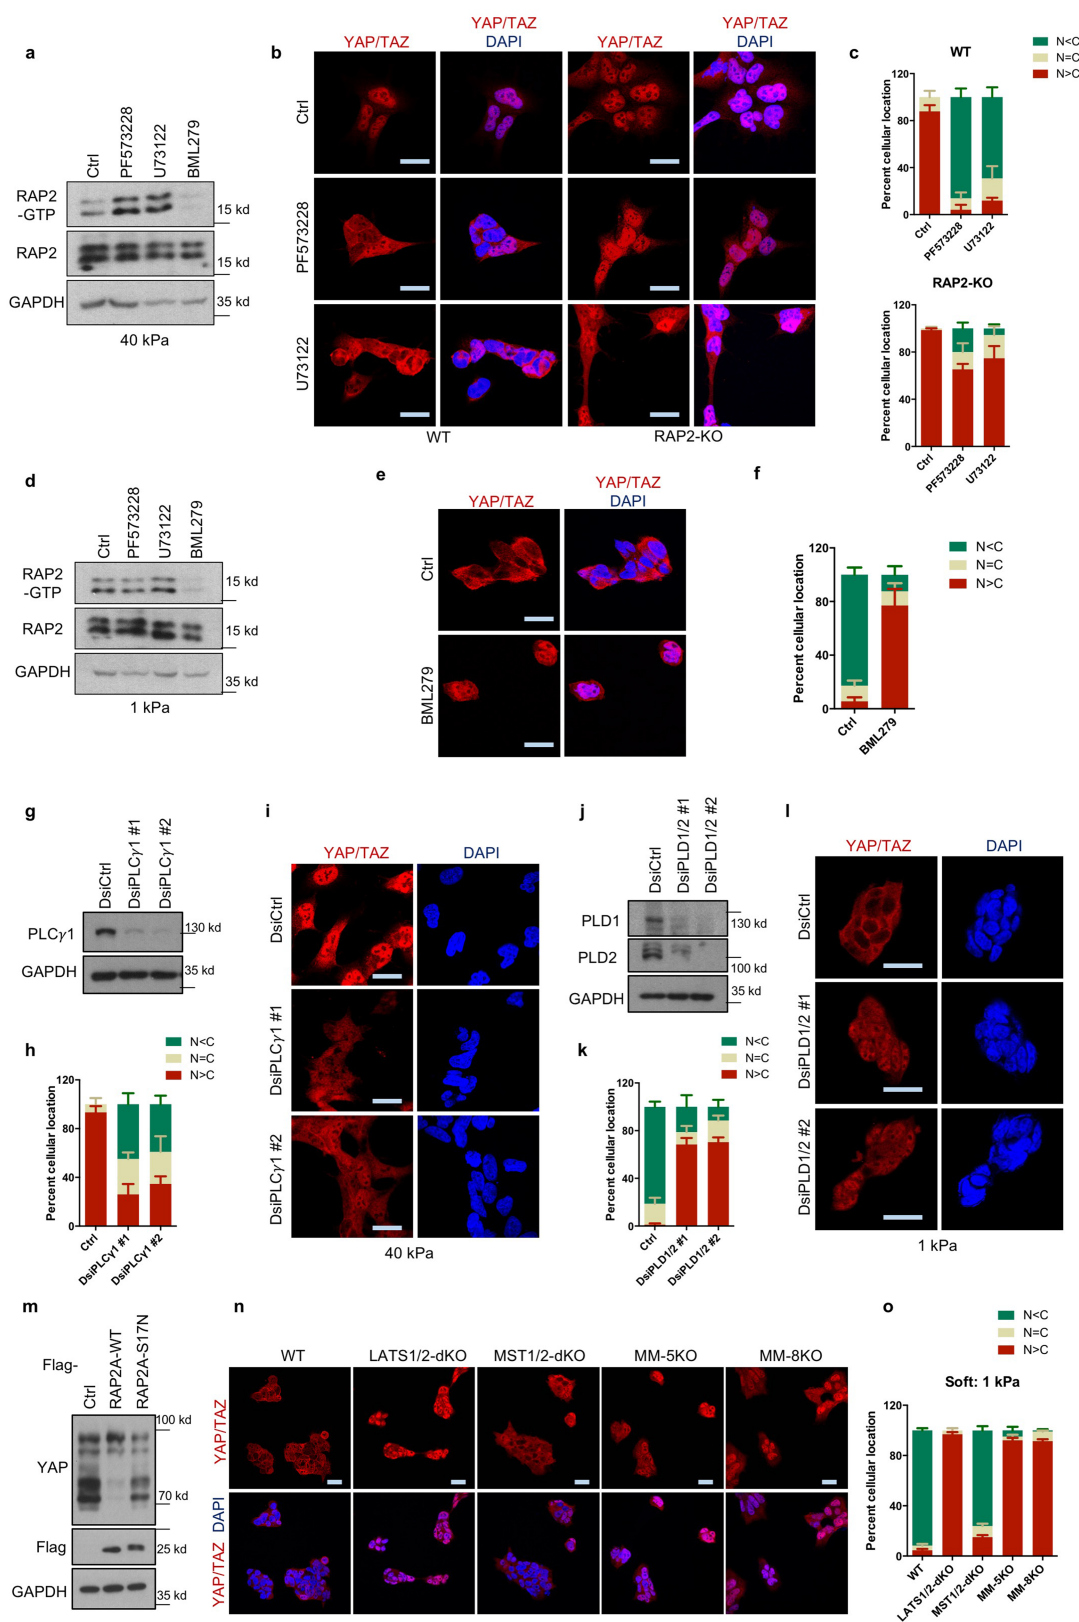 a
Ctrl
PF573228
U73122
BML279
RAP2
-GTP
15 kd
RAP2
15 kd
GAPDH
35 kd
40 kPa
b
YAP/TAZ
YAP/TAZ
DAPI
YAP/TAZ
YAP/TAZ
DAPI
Ctrl
PF573228
U73122
WT
RAP2-KO
c
N<C
N=C
N>C
WT
Percent cellular location
120
80
40
0
Ctrl
PF573228
U73122
RAP2-KO
Percent cellular location
120
80
40
0
Ctrl
PF573228
U73122
d
Ctrl
PF573228
U73122
BML279
RAP2
-GTP
15 kd
RAP2
15 kd
GAPDH
35 kd
1 kPa
e
YAP/TAZ
YAP/TAZ
DAPI
Ctrl
BML279
f
N<C
N=C
N>C
Percent cellular location
120
80
40
0
Ctrl
BML279
g
DsiCtrl
DsiPLCγ1 #1
DsiPLCγ1 #2
PLCγ1
130 kd
GAPDH
35 kd
h
N<C
N=C
N>C
Percent cellular location
120
80
40
0
Ctrl
DsiPLCγ1 #1
DsiPLCγ1 #2
i
YAP/TAZ
DAPI
DsiCtrl
DsiPLCγ1 #1
DsiPLCγ1 #2
40 kPa
j
DsiCtrl
DsiPLD1/2 #1
DsiPLD1/2 #2
PLD1
130 kd
PLD2
100 kd
GAPDH
35 kd
k
N<C
N=C
N>C
Percent cellular location
120
80
40
0
Ctrl
DsiPLD1/2 #1
DsiPLD1/2 #2
l
YAP/TAZ
DAPI
DsiCtrl
DsiPLD1/2 #1
DsiPLD1/2 #2
1 kPa
m
Flag-
Ctrl
RAP2A-WT
RAP2A-S17N
100 kd
YAP
70 kd
Flag
25 kd
GAPDH
35 kd
n
WT
LATS1/2-dKO
MST1/2-dKO
MM-5KO
MM-8KO
YAP/TAZ
YAP/TAZ DAPI
o
N<C
N=C
N>C
Soft: 1 kPa
Percent cellular location
120
80
40
0
WT
LATS1/2-dKO
MST1/2-dKO
MM-5KO
MM-8KO